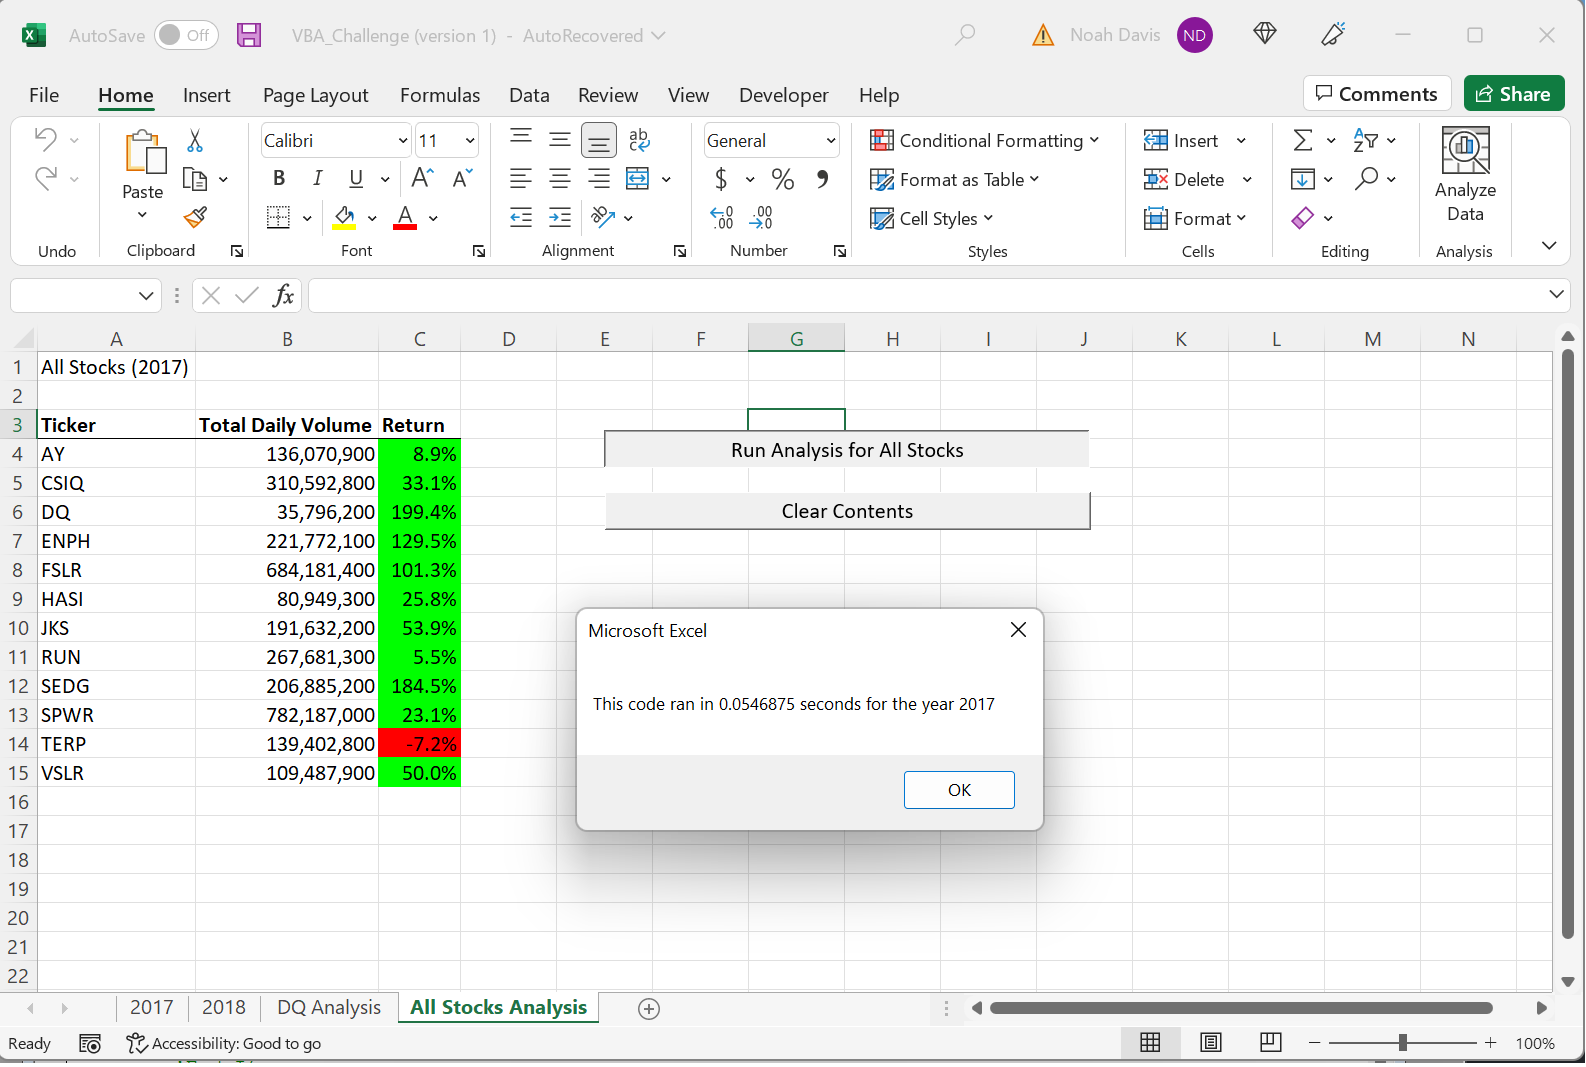 AutoSave Off VBA_Challenge (version 1) - AutoRecovered Noah Davis ND
File Home Insert Page Layout Formulas Data Review View Developer Help Comments Share
Calibri 11 ab General Conditional Formatting Insert
Paste B I U A A $ % Format as Table Delete Analyze Data
A Cell Styles Format
Undo Clipboard Font Alignment Number Styles Cells Editing Analysis
fx
A B C D E F G H I J K L M N
1 All Stocks (2017)
2
3 Ticker Total Daily Volume Return
4 AY 136,070,900 8.9% Run Analysis for All Stocks
5 CSIQ 310,592,800 33.1%
6 DQ 35,796,200 199.4% Clear Contents
7 ENPH 221,772,100 129.5%
8 FSLR 684,181,400 101.3%
9 HASI 80,949,300 25.8%
10 JKS 191,632,200 53.9% Microsoft Excel
11 RUN 267,681,300 5.5%
12 SEDG 206,885,200 184.5%
13 SPWR 782,187,000 23.1% This code ran in 0.0546875 seconds for the year 2017
14 TERP 139,402,800 -7.2%
15 VSLR 109,487,900 50.0%
16 OK
17
18
19
20
21
22
2017 2018 DQ Analysis All Stocks Analysis
Ready Accessibility: Good to go 100%